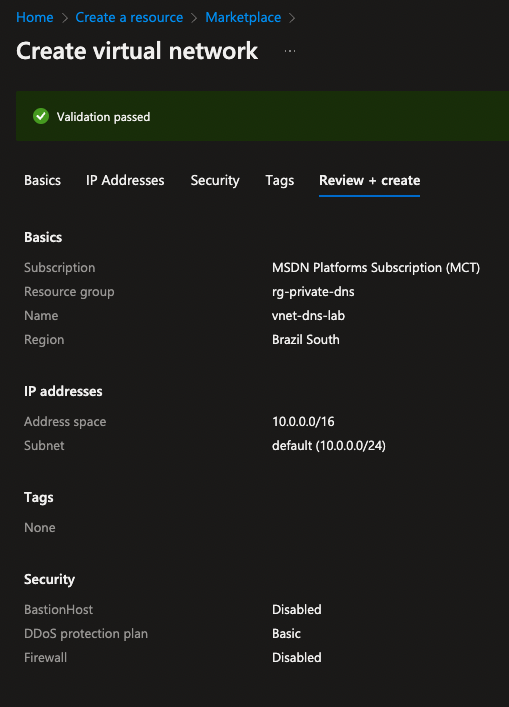 Home > Create a resource > Marketplace >
Create virtual network ...
Validation passed
Basics IP Addresses Security Tags Review + create
Basics
Subscription MSDN Platforms Subscription (MCT)
Resource group rg-private-dns
Name vnet-dns-lab
Region Brazil South
IP addresses
Address space 10.0.0.0/16
Subnet default (10.0.0.0/24)
Tags
None
Security
BastionHost Disabled
DDoS protection plan Basic
Firewall Disabled